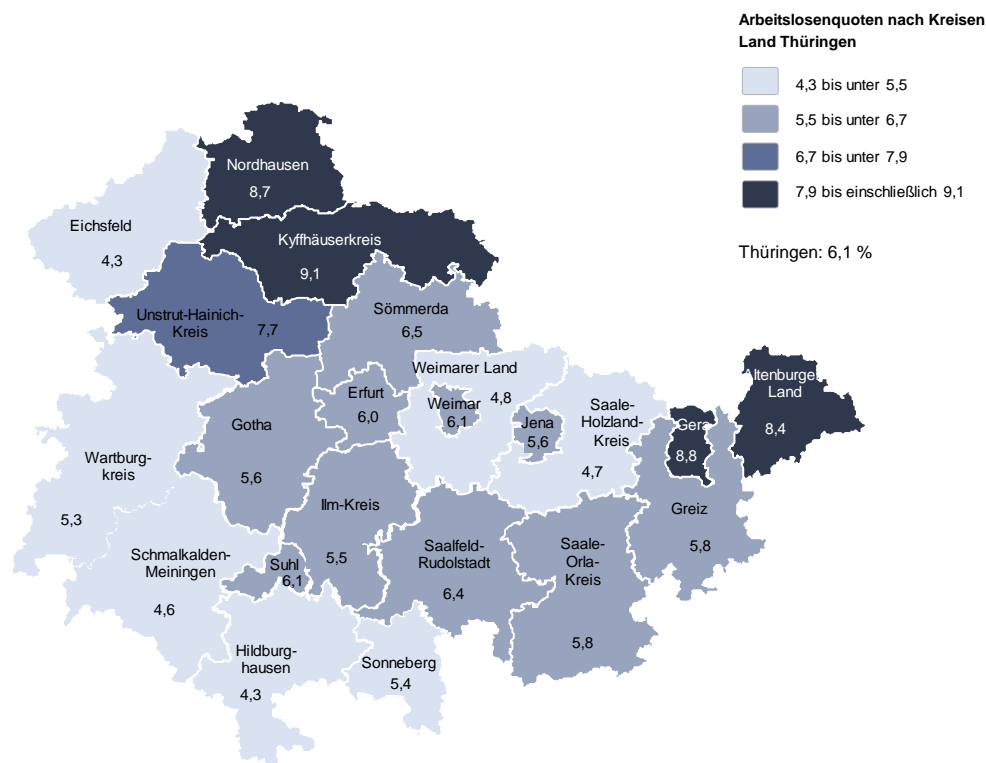 Arbeitslosenquoten nach Kreisen
Land Thüringen
4,3 bis unter 5,5
5,5 bis unter 6,7
6,7 bis unter 7,9
7,9 bis einschließlich 9,1
Thüringen: 6,1 %
Nordhausen
8,7
Eichsfeld
4,3
Kyffhäuserkreis
9,1
Unstrut-Hainich-
Kreis
7,7
Sömmerda
6,5
Weimarer Land
4,8
Erfurt
6,0
Weimar
6,1
Jena
5,6
Saale-
Holzland-
Kreis
4,7
Gera
8,8
Altenburger
Land
8,4
Gotha
5,6
Wartburg-
kreis
5,3
Ilm-Kreis
5,5
Greiz
5,8
Schmalkalden-
Meiningen
4,6
Suhl
6,1
Saalfeld-
Rudolstadt
6,4
Saale-
Orla-
Kreis
5,8
Hildburg-
hausen
4,3
Sonneberg
5,4